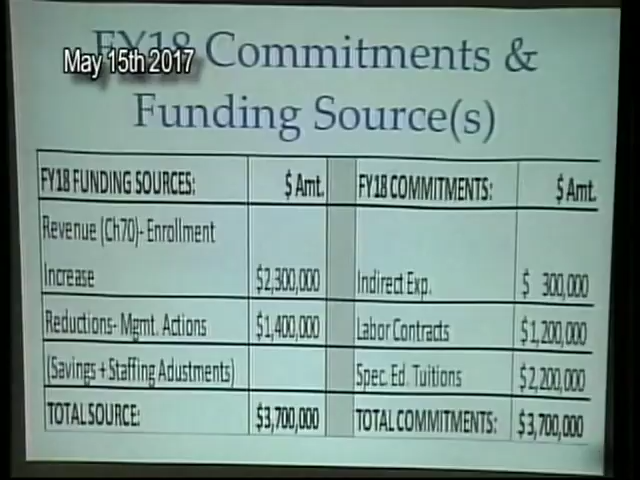 FY18 Commitments &
May 15th 2017
Funding Source(s)
FY18 FUNDING SOURCES: $ Amt. FY18 COMMITMENTS: $ Amt.
Revenue (Ch70)- Enrollment
Increase $2,300,000 Indirect Exp. $ 300,000
Reductions- Mgmt. Actions $1,400,000 Labor Contracts $1,200,000
(Savings + Staffing Adustments) Spec. Ed. Tuitions $2,200,000
TOTAL SOURCE: $3,700,000 TOTAL COMMITMENTS: $3,700,000